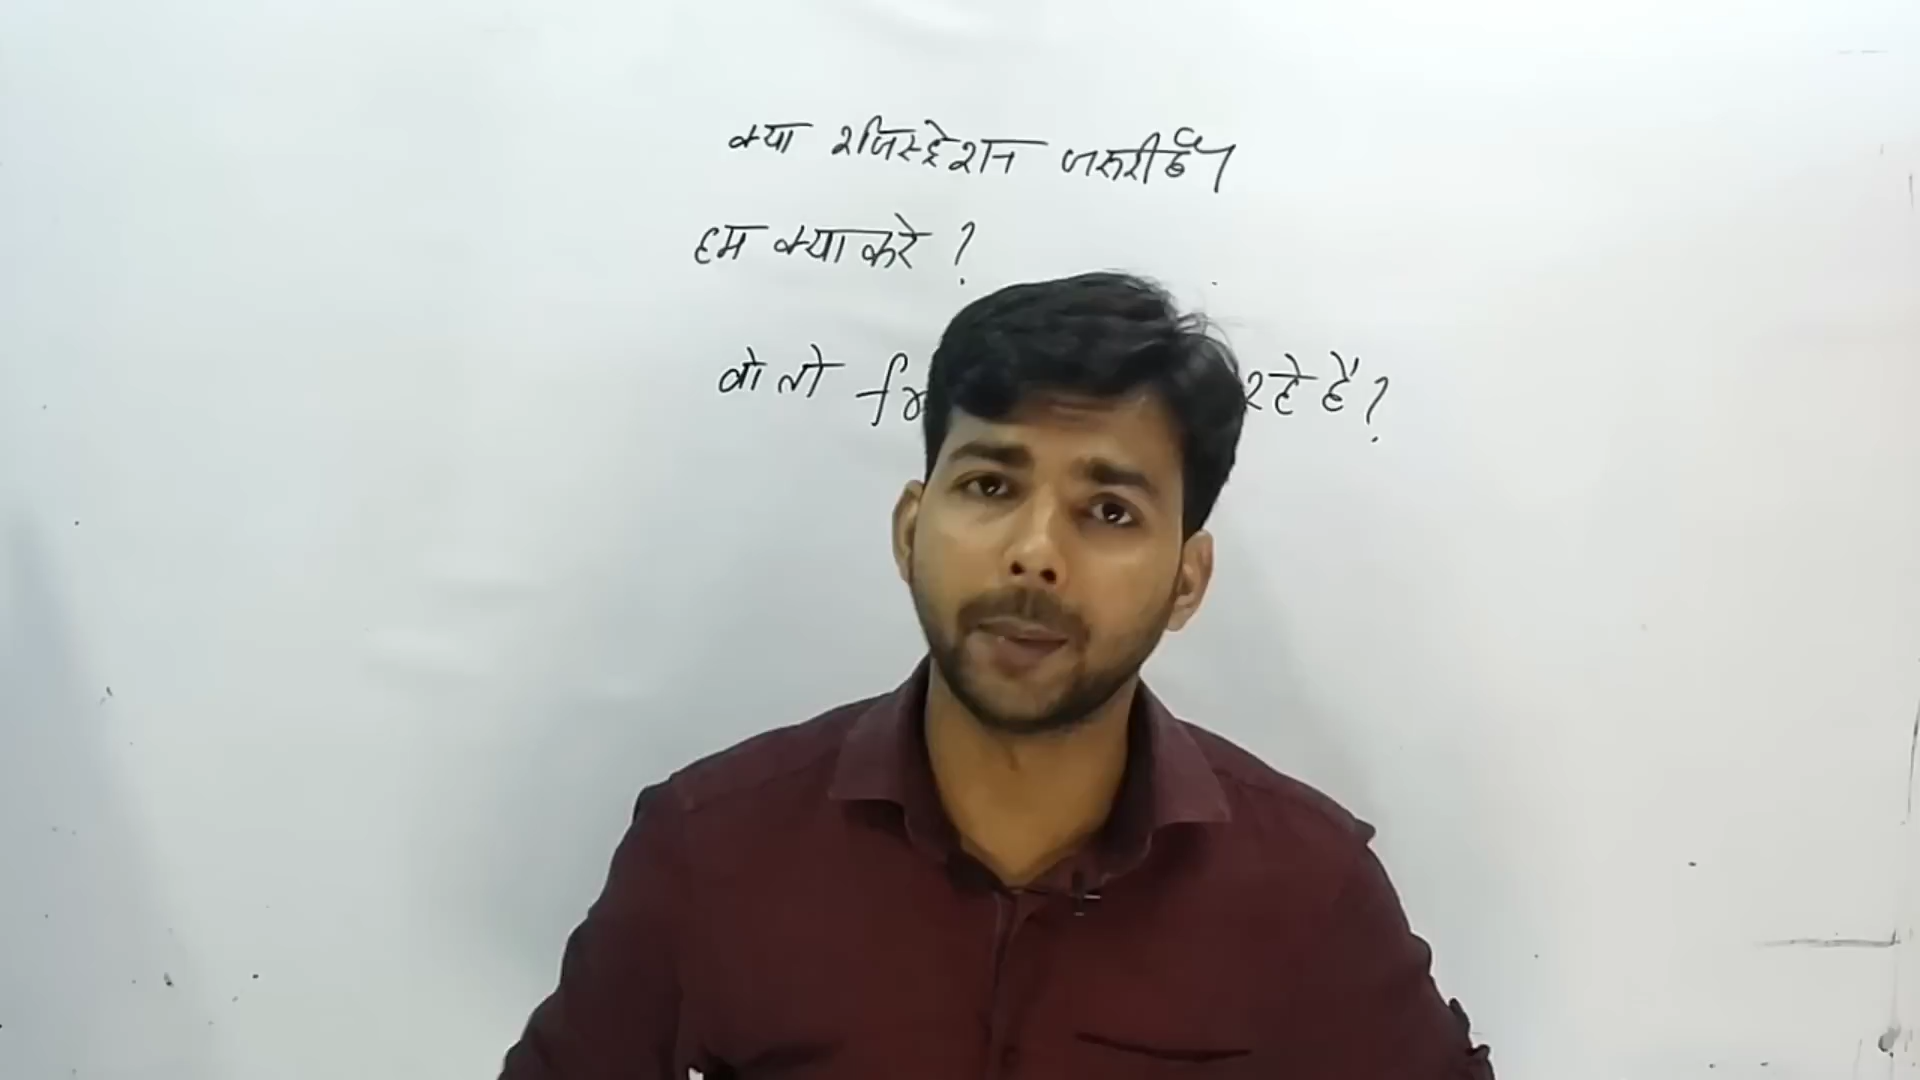 क्या रजिस्ट्रेशन जरूरी है।
हम क्या करे ?
वो तो रहे हैं ?